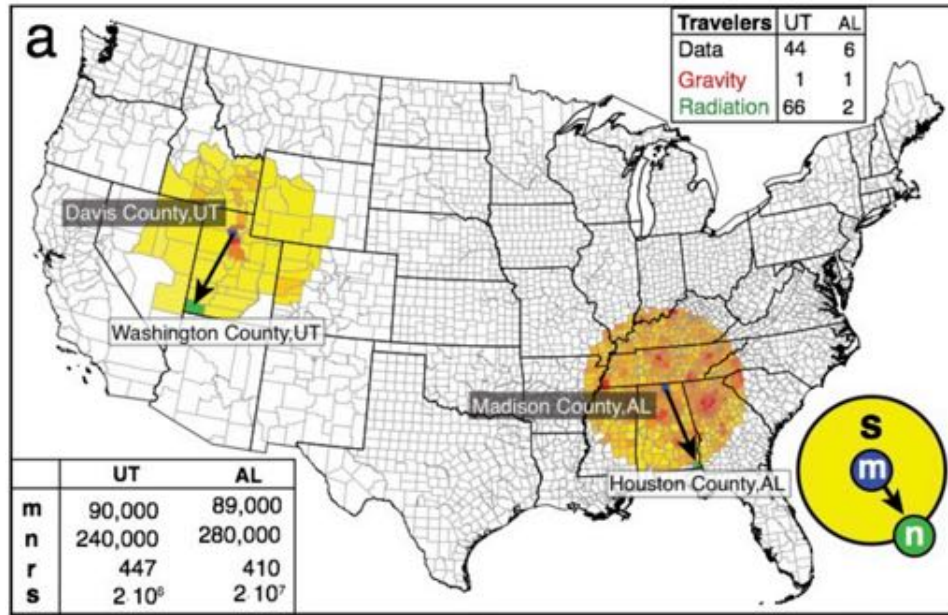 a
Travelers UT AL
Data 44 6
Gravity 1 1
Radiation 66 2
Davis County,UT
Washington County,UT
Madison County,AL
Houston County,AL
s
m
n
UT AL
m 90,000 89,000
n 240,000 280,000
r 447 410
s 2·10⁶ 2·10⁷